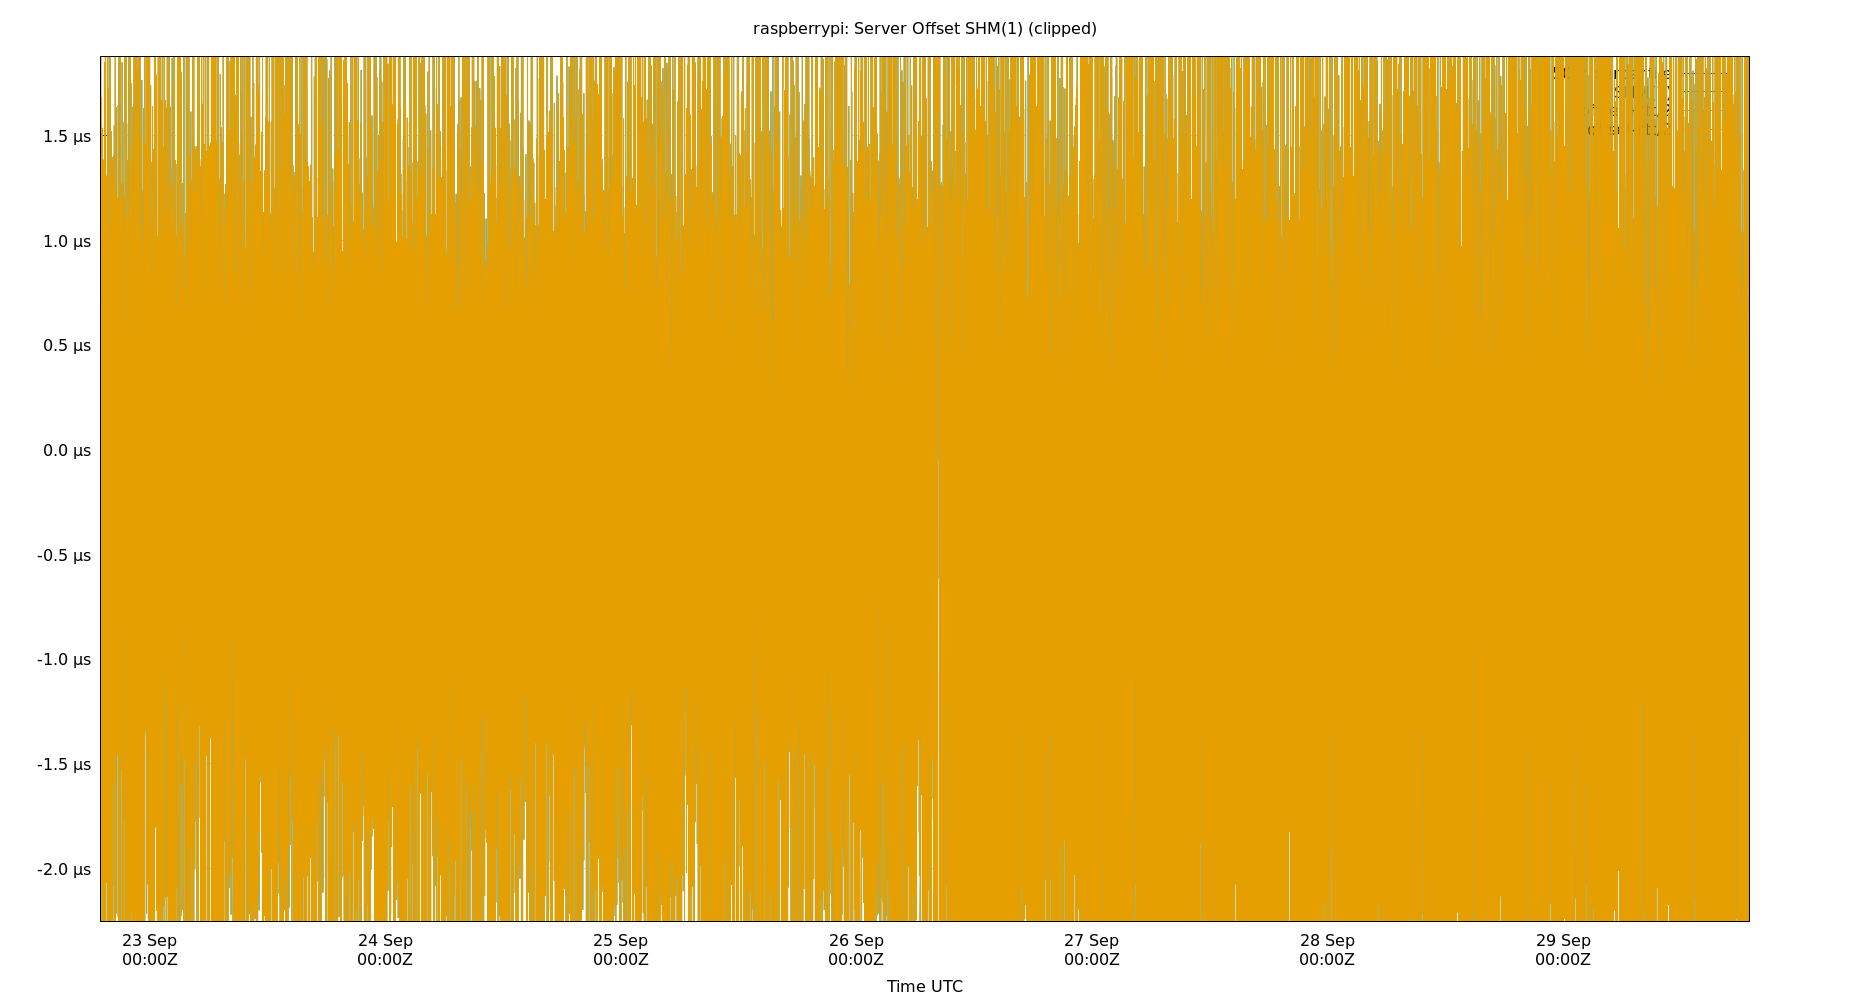 raspberrypi: Server Offset SHM(1) (clipped)
1.5 μs
1.0 μs
0.5 μs
0.0 μs
-0.5 μs
-1.0 μs
-1.5 μs
-2.0 μs
23 Sep 24 Sep 25 Sep 26 Sep 27 Sep 28 Sep 29 Sep
00:00Z 00:00Z 00:00Z 00:00Z 00:00Z 00:00Z 00:00Z
Time UTC